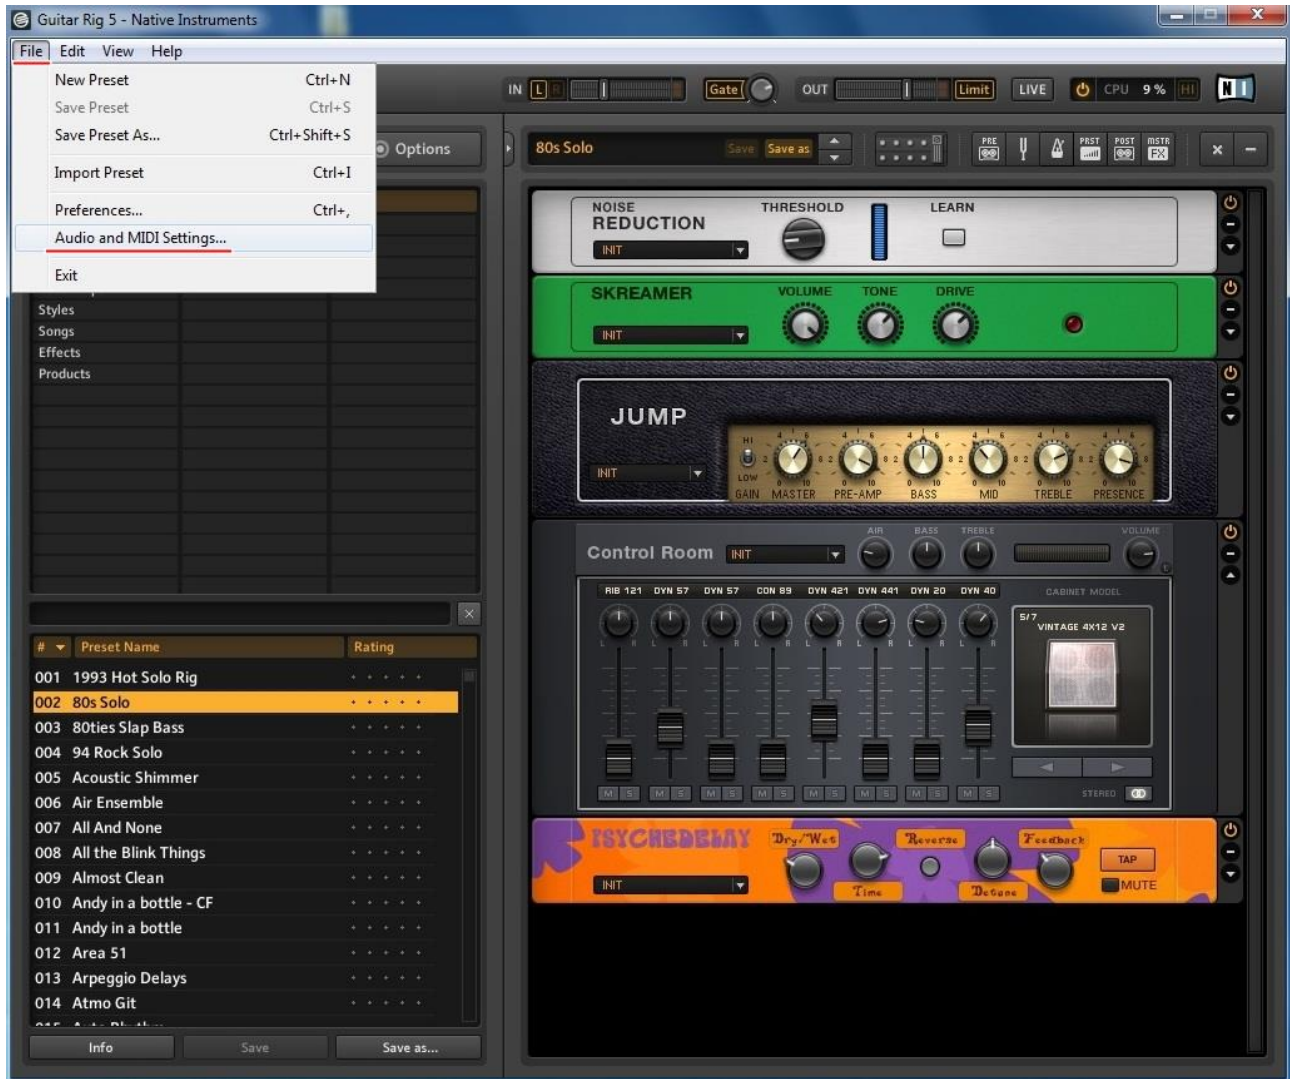 Guitar Rig 5 - Native Instruments
File Edit View Help
New Preset Ctrl+N
Save Preset Ctrl+S
Save Preset As... Ctrl+Shift+S
Import Preset Ctrl+I
Preferences... Ctrl+,
Audio and MIDI Settings...
Exit
IN L R Gate OUT Limit LIVE CPU 9 % HI NI
Options
Styles
Songs
Effects
Products
# Preset Name Rating
001 1993 Hot Solo Rig
002 80s Solo
003 80ties Slap Bass
004 94 Rock Solo
005 Acoustic Shimmer
006 Air Ensemble
007 All And None
008 All the Blink Things
009 Almost Clean
010 Andy in a bottle - CF
011 Andy in a bottle
012 Area 51
013 Arpeggio Delays
014 Atmo Git
Info Save Save as...
80s Solo Save Save as PRE PRST POST MSTR FX
NOISE REDUCTION THRESHOLD LEARN
INIT
SKREAMER VOLUME TONE DRIVE
INIT
JUMP
INIT
HI LOW
GAIN MASTER PRE-AMP BASS MID TREBLE PRESENCE
Control Room INIT AIR BASS TREBLE VOLUME
RIB 121 DYN 57 DYN 57 CON 89 DYN 421 DYN 441 DYN 20 DYN 40 CABINET MODEL
5/7 VINTAGE 4X12 V2
L R L R L R L R L R L R L R L R
M S M S M S M S M S M S M S M S STEREO
PSYCHEDELAY Dry/Wet Reverse Feedback
TAP
INIT Time Detune MUTE